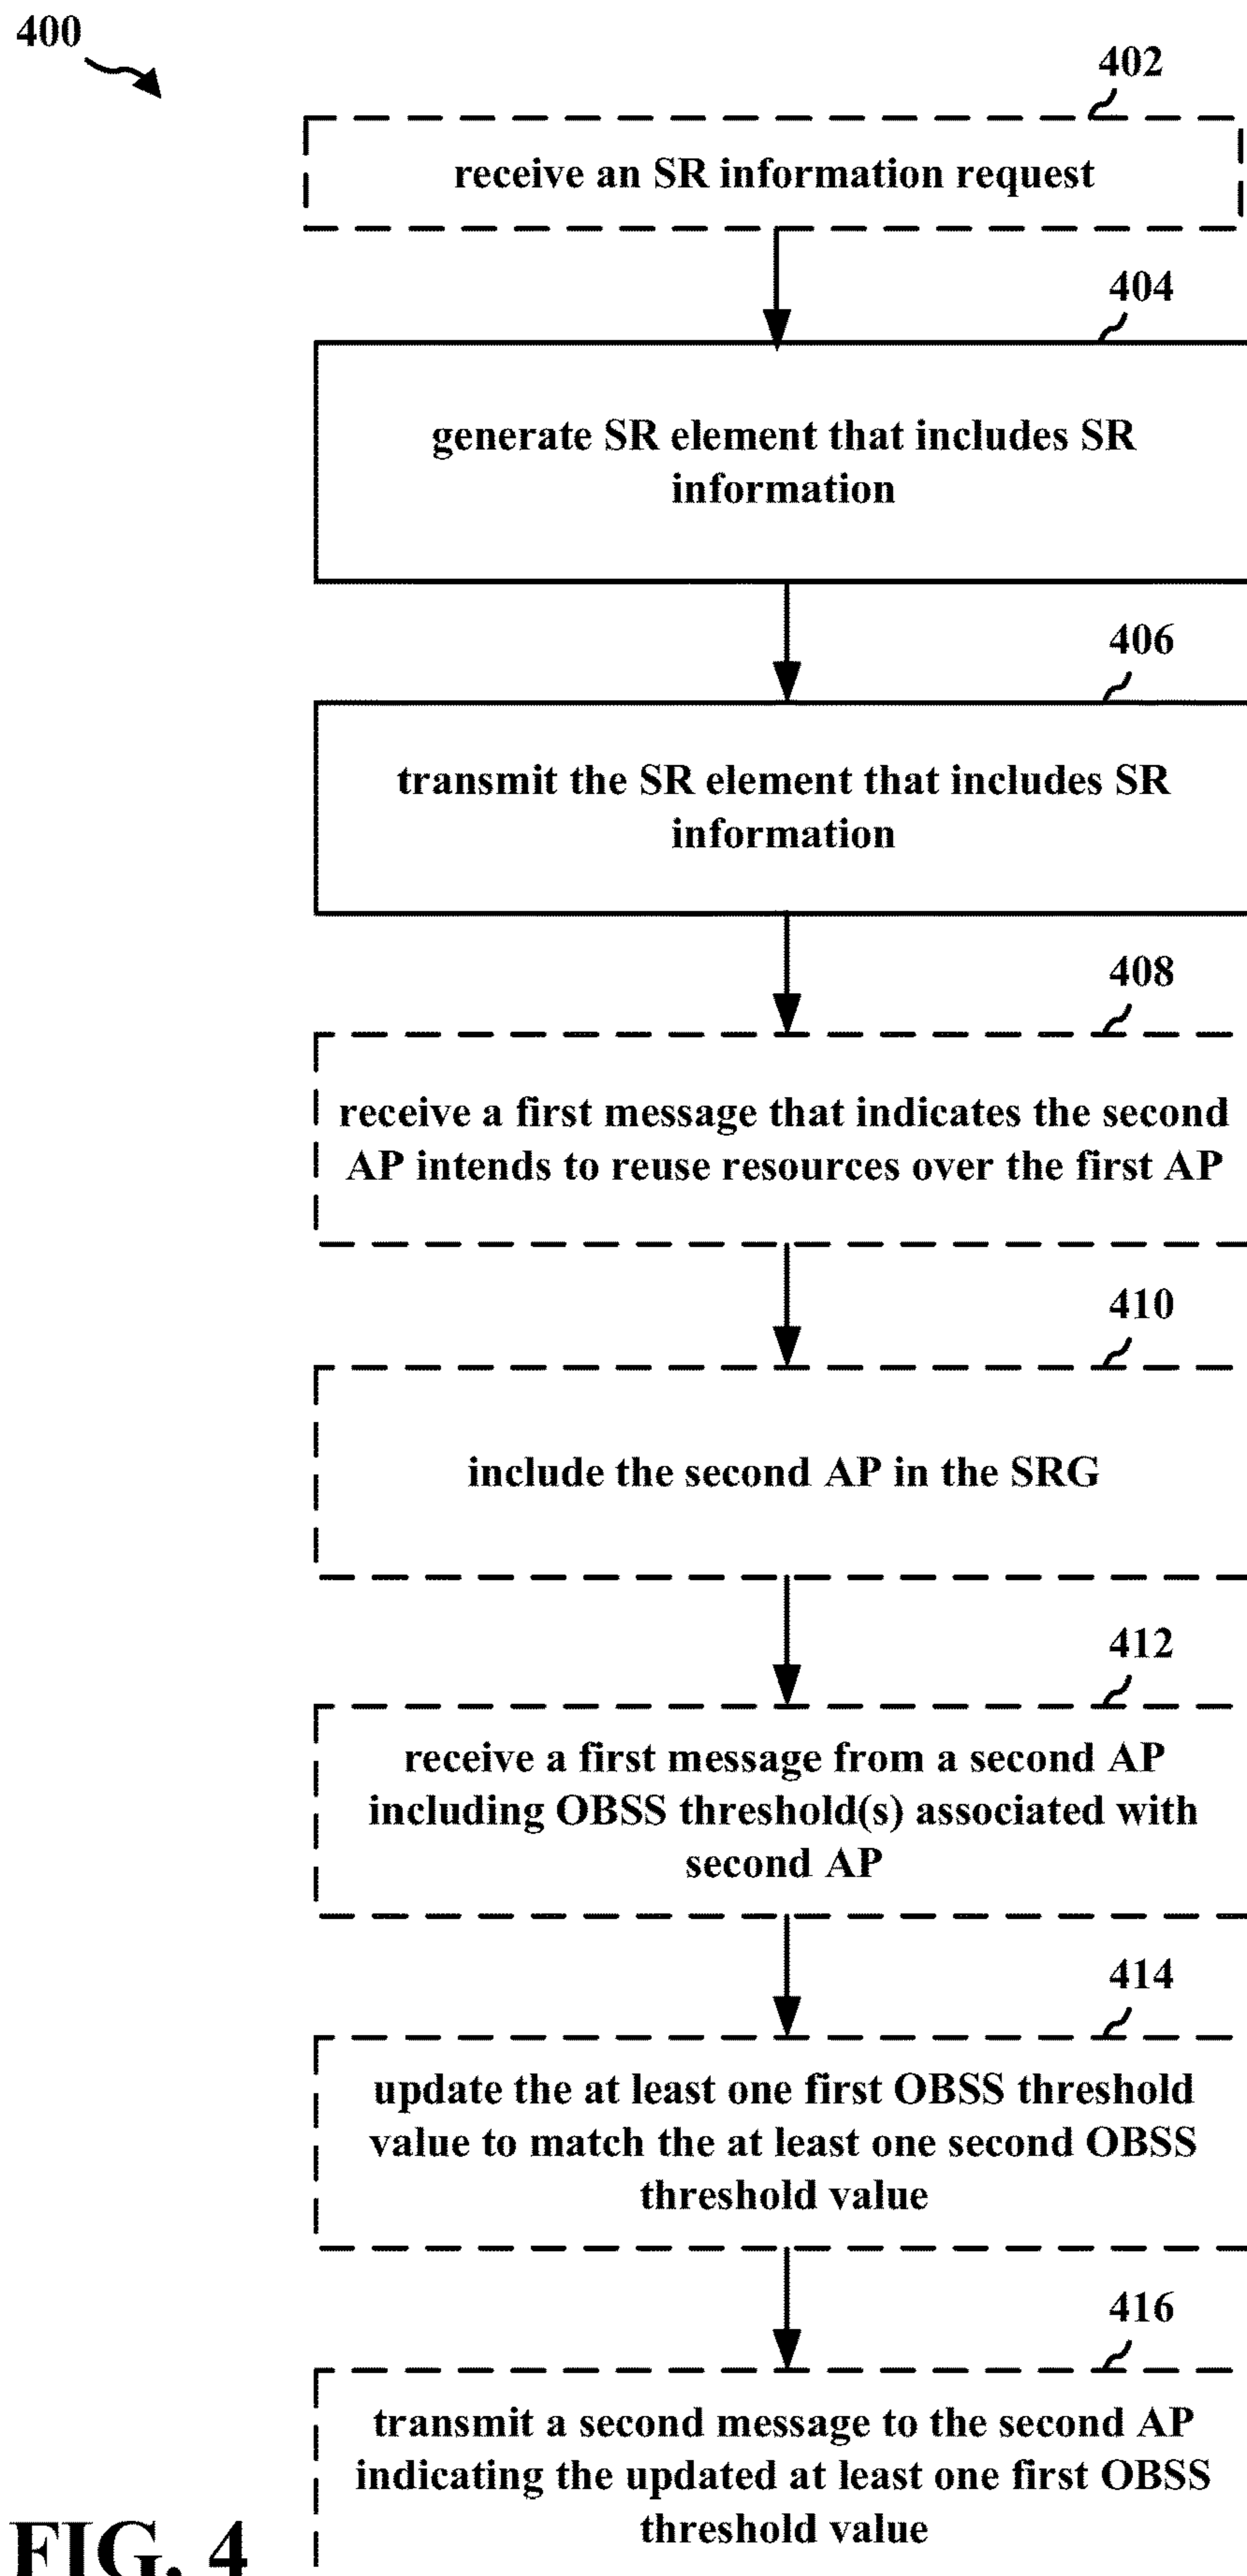 400
402
receive an SR information request
404
generate SR element that includes SR
information
406
transmit the SR element that includes SR
information
408
receive a first message that indicates the second
AP intends to reuse resources over the first AP
410
include the second AP in the SRG
412
receive a first message from a second AP
including OBSS threshold(s) associated with
second AP
414
update the at least one first OBSS threshold
value to match the at least one second OBSS
threshold value
416
transmit a second message to the second AP
indicating the updated at least one first OBSS
threshold value
FIG. 4